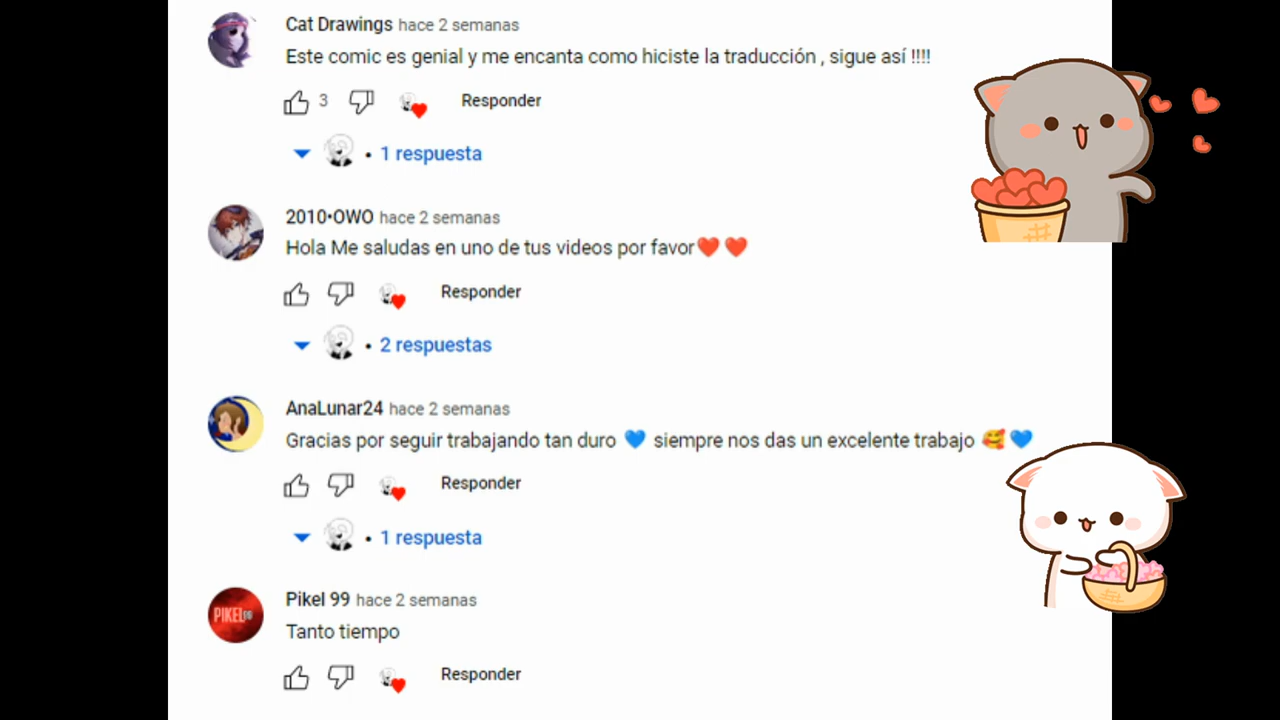 Cat Drawings hace 2 semanas
Este comic es genial y me encanta como hiciste la traducción , sigue así !!!!
3 Responder
• 1 respuesta
2010•OWO hace 2 semanas
Hola Me saludas en uno de tus videos por favor❤️ ❤️
Responder
• 2 respuestas
AnaLunar24 hace 2 semanas
Gracias por seguir trabajando tan duro 💙 siempre nos das un excelente trabajo 🥰💙
Responder
• 1 respuesta
Pikel 99 hace 2 semanas
PIKEL99
Tanto tiempo
Responder